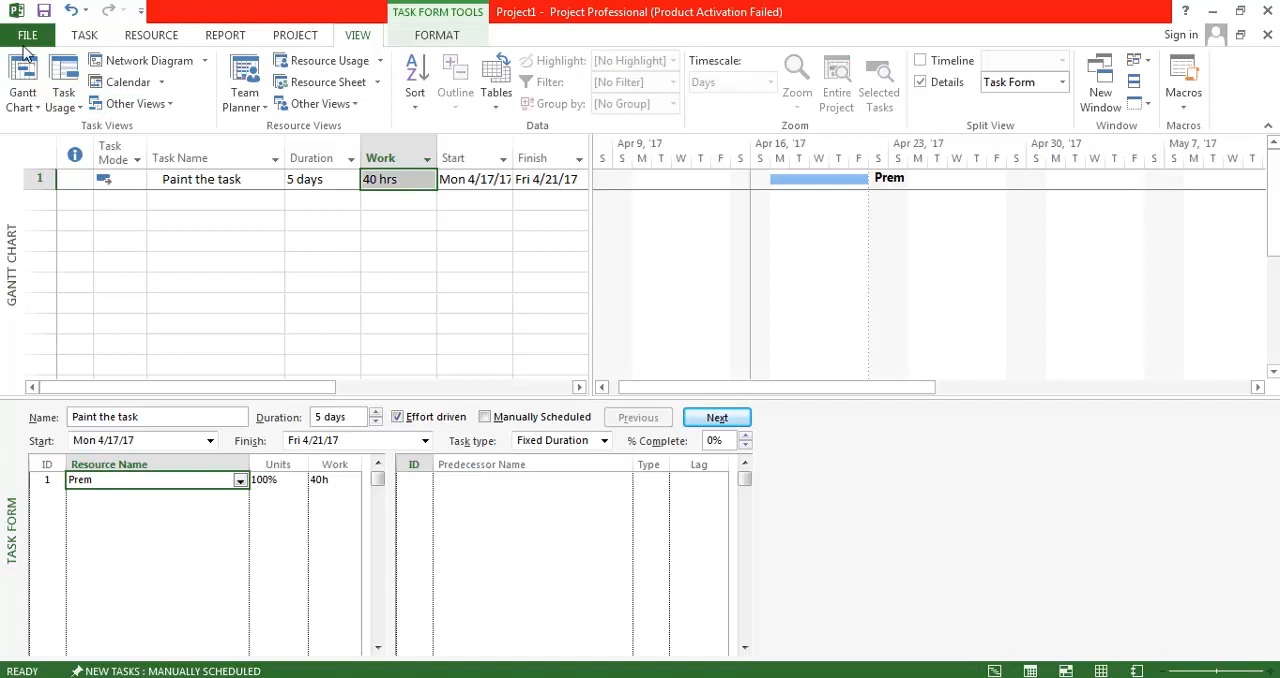 TASK FORM TOOLS
Project1 - Project Professional (Product Activation Failed)
?
FILE TASK RESOURCE REPORT PROJECT VIEW FORMAT Sign in
Gantt Chart
Task Usage
Network Diagram
Calendar
Other Views
Task Views
Team Planner
Resource Usage
Resource Sheet
Other Views
Resource Views
Sort
Outline
Tables
Highlight: [No Highlight]
Filter: [No Filter]
Group by: [No Group]
Data
Timescale:
Days
Zoom
Entire Project
Selected Tasks
Zoom
Timeline
Details Task Form
Split View
New Window
Window
Macros
Macros
Task Mode Task Name Duration Work Start Finish
Apr 9, '17 Apr 16, '17 Apr 23, '17 Apr 30, '17 May 7, '17
S S M T W T F S S M T W T F S S M T W T F S S M T W T F S S M T W T
1 Paint the task 5 days 40 hrs Mon 4/17/17 Fri 4/21/17 Prem
GANTT CHART
Name: Paint the task Duration: 5 days Effort driven Manually Scheduled Previous Next
Start: Mon 4/17/17 Finish: Fri 4/21/17 Task type: Fixed Duration % Complete: 0%
ID Resource Name Units Work ID Predecessor Name Type Lag
1 Prem 100% 40h
TASK FORM
READY NEW TASKS : MANUALLY SCHEDULED